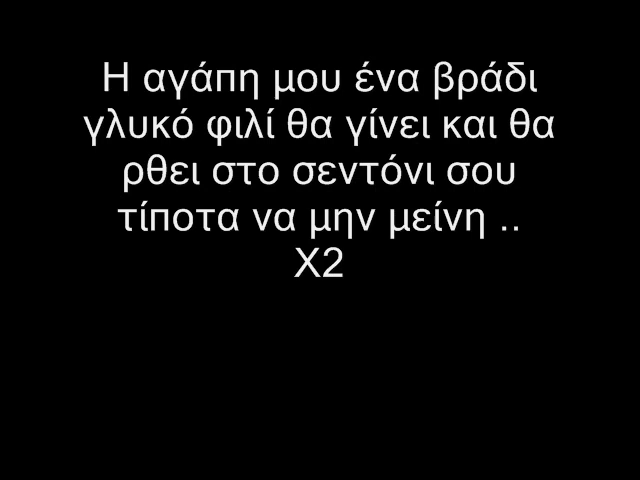 Η αγάπη μου ένα βράδι
γλυκό φιλί θα γίνει και θα
ρθει στο σεντόνι σου
τίποτα να μην μείνη ..
Χ2